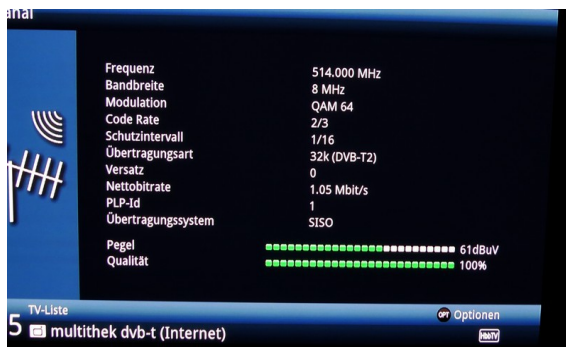 anal
Frequenz 514.000 MHz
Bandbreite 8 MHz
Modulation QAM 64
Code Rate 2/3
Schutzintervall 1/16
Übertragungsart 32k (DVB-T2)
Versatz 0
Nettobitrate 1.05 Mbit/s
PLP-Id 1
Übertragungssystem SISO
Pegel 61dBuV
Qualität 100%
TV-Liste
OPT Optionen
5 multithek dvb-t (Internet)
HbbTV